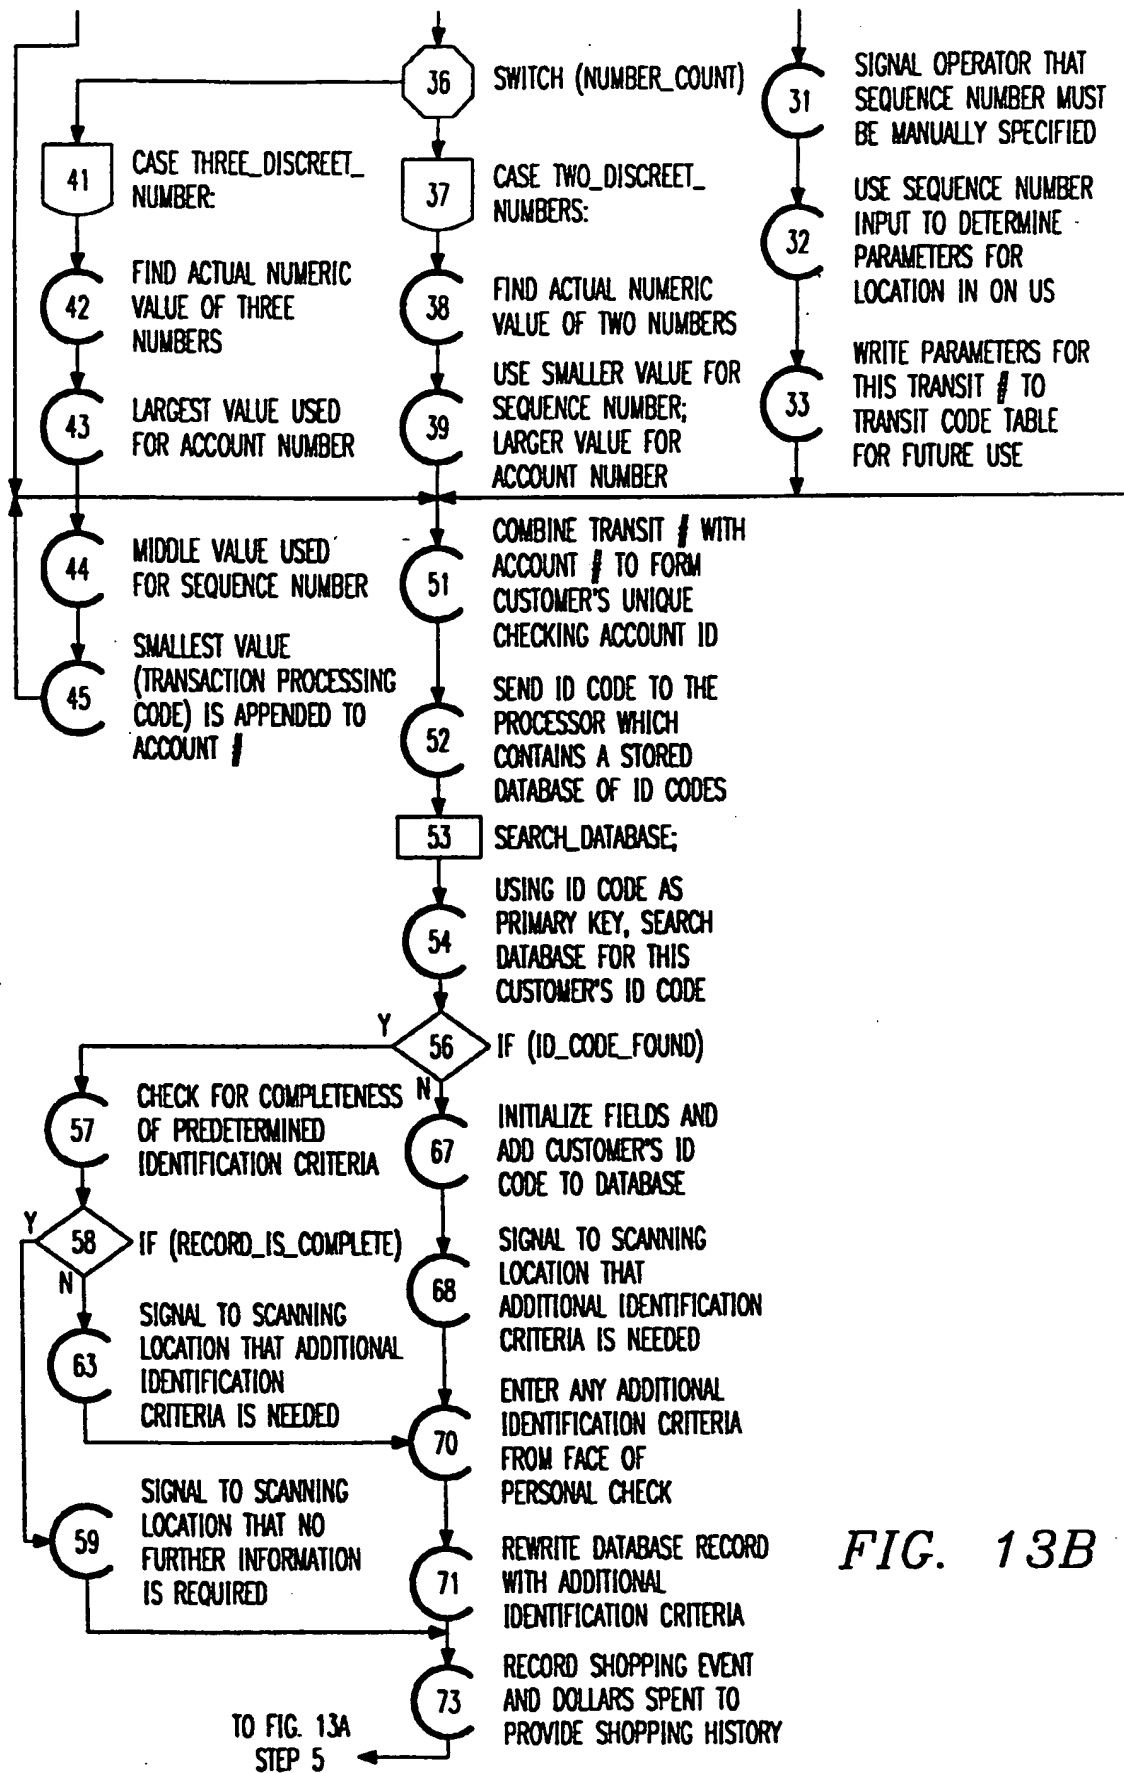 36
SWITCH (NUMBER_COUNT)
31
SIGNAL OPERATOR THAT
SEQUENCE NUMBER MUST
BE MANUALLY SPECIFIED
41
CASE THREE_DISCREET_
NUMBER:
37
CASE TWO_DISCREET_
NUMBERS:
32
USE SEQUENCE NUMBER
INPUT TO DETERMINE
PARAMETERS FOR
LOCATION IN ON US
42
FIND ACTUAL NUMERIC
VALUE OF THREE
NUMBERS
38
FIND ACTUAL NUMERIC
VALUE OF TWO NUMBERS
33
WRITE PARAMETERS FOR
THIS TRANSIT # TO
TRANSIT CODE TABLE
FOR FUTURE USE
43
LARGEST VALUE USED
FOR ACCOUNT NUMBER
39
USE SMALLER VALUE FOR
SEQUENCE NUMBER;
LARGER VALUE FOR
ACCOUNT NUMBER
44
MIDDLE VALUE USED
FOR SEQUENCE NUMBER
51
COMBINE TRANSIT # WITH
ACCOUNT # TO FORM
CUSTOMER'S UNIQUE
CHECKING ACCOUNT ID
45
SMALLEST VALUE
(TRANSACTION PROCESSING
CODE) IS APPENDED TO
ACCOUNT #
52
SEND ID CODE TO THE
PROCESSOR WHICH
CONTAINS A STORED
DATABASE OF ID CODES
53
SEARCH_DATABASE;
54
USING ID CODE AS
PRIMARY KEY, SEARCH
DATABASE FOR THIS
CUSTOMER'S ID CODE
Y
56
IF (ID_CODE_FOUND)
N
57
CHECK FOR COMPLETENESS
OF PREDETERMINED
IDENTIFICATION CRITERIA
67
INITIALIZE FIELDS AND
ADD CUSTOMER'S ID
CODE TO DATABASE
Y
58
IF (RECORD_IS_COMPLETE)
N
68
SIGNAL TO SCANNING
LOCATION THAT
ADDITIONAL IDENTIFICATION
CRITERIA IS NEEDED
63
SIGNAL TO SCANNING
LOCATION THAT ADDITIONAL
IDENTIFICATION
CRITERIA IS NEEDED
70
ENTER ANY ADDITIONAL
IDENTIFICATION CRITERIA
FROM FACE OF
PERSONAL CHECK
59
SIGNAL TO SCANNING
LOCATION THAT NO
FURTHER INFORMATION
IS REQUIRED
71
REWRITE DATABASE RECORD
WITH ADDITIONAL
IDENTIFICATION CRITERIA
FIG. 13B
73
RECORD SHOPPING EVENT
AND DOLLARS SPENT TO
PROVIDE SHOPPING HISTORY
TO FIG. 13A
STEP 5